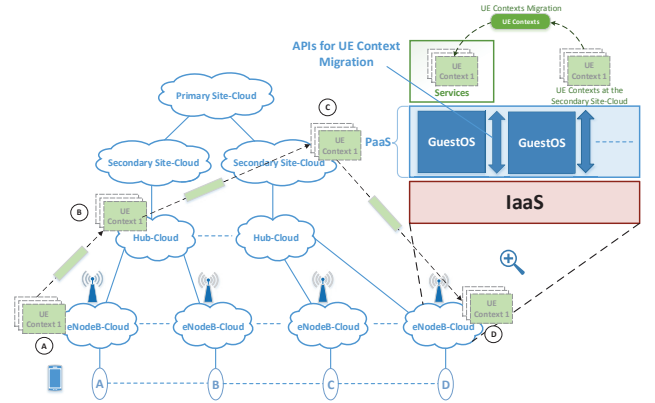 UE Contexts Migration
UE Contexts
APIs for UE Context
Migration
UE
Context 1
Services
UE
Context 1
UE Contexts at the
Secondary Site-Cloud
Primary Site-Cloud
C
UE
Context 1
PaaS
GuestOS
GuestOS
Secondary Site-Cloud
Secondary Site-Cloud
IaaS
B
UE
Context 1
Hub-Cloud
Hub-Cloud
UE
Context 1
A
eNodeB-Cloud
eNodeB-Cloud
eNodeB-Cloud
eNodeB-Cloud
UE
Context 1
D
A
B
C
D